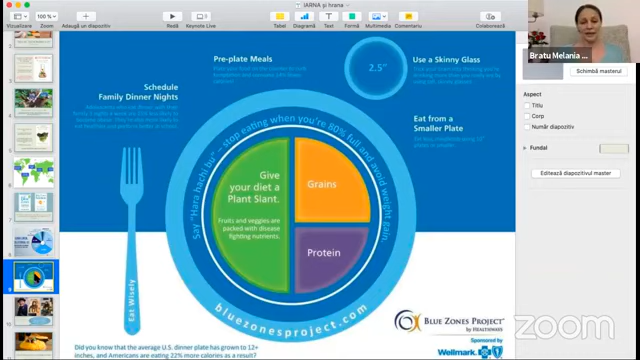 IARNA și hrana
Vizualizare
100 %
Zoom
Adaugă un diapozitiv
Redă
Keynote Live
Tabel
Diagramă
Text
Formă
Multimedia
Comentariu
Colaborează
Bratu Melania
Schimbă masterul
Aspect
Titlu
Corp
Număr diapozitiv
Fundal
Editează diapozitivul master
9
10
Pre-plate Meals
2.5"
Use a Skinny Glass
Schedule
Family Dinner Nights
Eat from a
Smaller Plate
Say "Hara hachi bu" – stop eating when you're 80% full and avoid weight gain.
Give
your diet a
Plant Slant.
Fruits and veggies are
packed with disease
fighting nutrients.
Grains
Protein
Eat Wisely
bluezonesproject.com
BLUE ZONES PROJECT
BY HEALTHWAYS
Sponsored by
Wellmark
Did you know that the average U.S. dinner plate has grown to 12+
inches, and Americans are eating 22% more calories as a result?
zoom